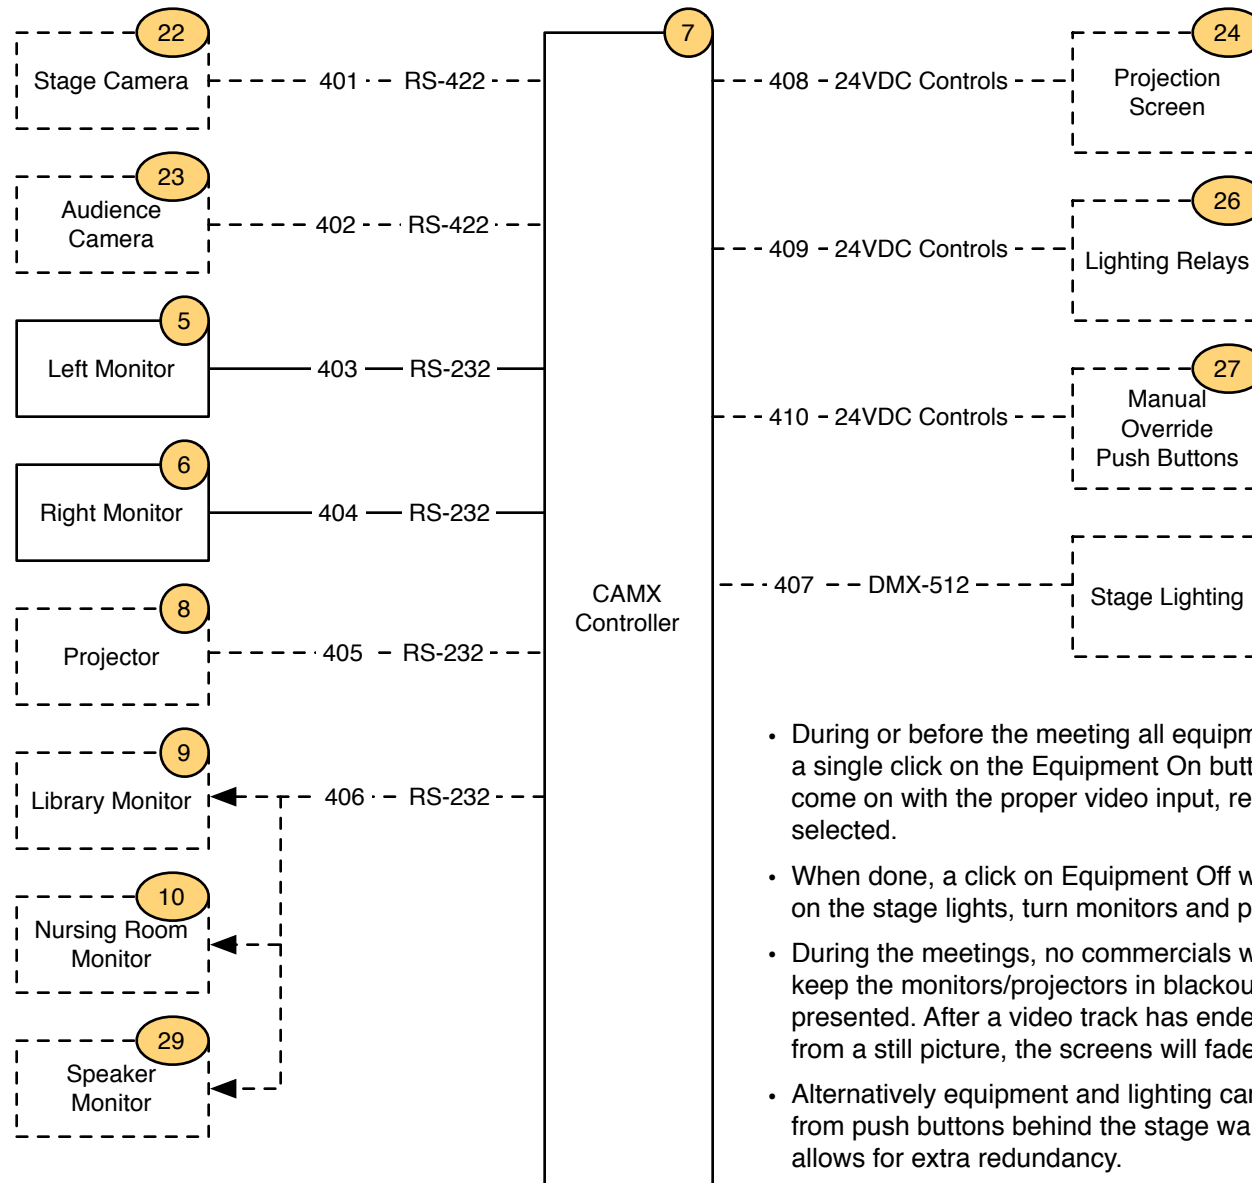 22
Stage Camera
401
RS-422
23
Audience
Camera
402
RS-422
5
Left Monitor
403
RS-232
6
Right Monitor
404
RS-232
8
Projector
405
RS-232
9
Library Monitor
406
RS-232
10
Nursing Room
Monitor
29
Speaker
Monitor
7
CAMX
Controller
408
24VDC Controls
24
Projection
Screen
409
24VDC Controls
26
Lighting Relays
410
24VDC Controls
27
Manual
Override
Push Buttons
407
DMX-512
Stage Lighting
• During or before the meeting all equipm
a single click on the Equipment On butt
come on with the proper video input, re
selected.
• When done, a click on Equipment Off w
on the stage lights, turn monitors and p
• During the meetings, no commercials w
keep the monitors/projectors in blackou
presented. After a video track has ende
from a still picture, the screens will fade
• Alternatively equipment and lighting can
from push buttons behind the stage wa
allows for extra redundancy.